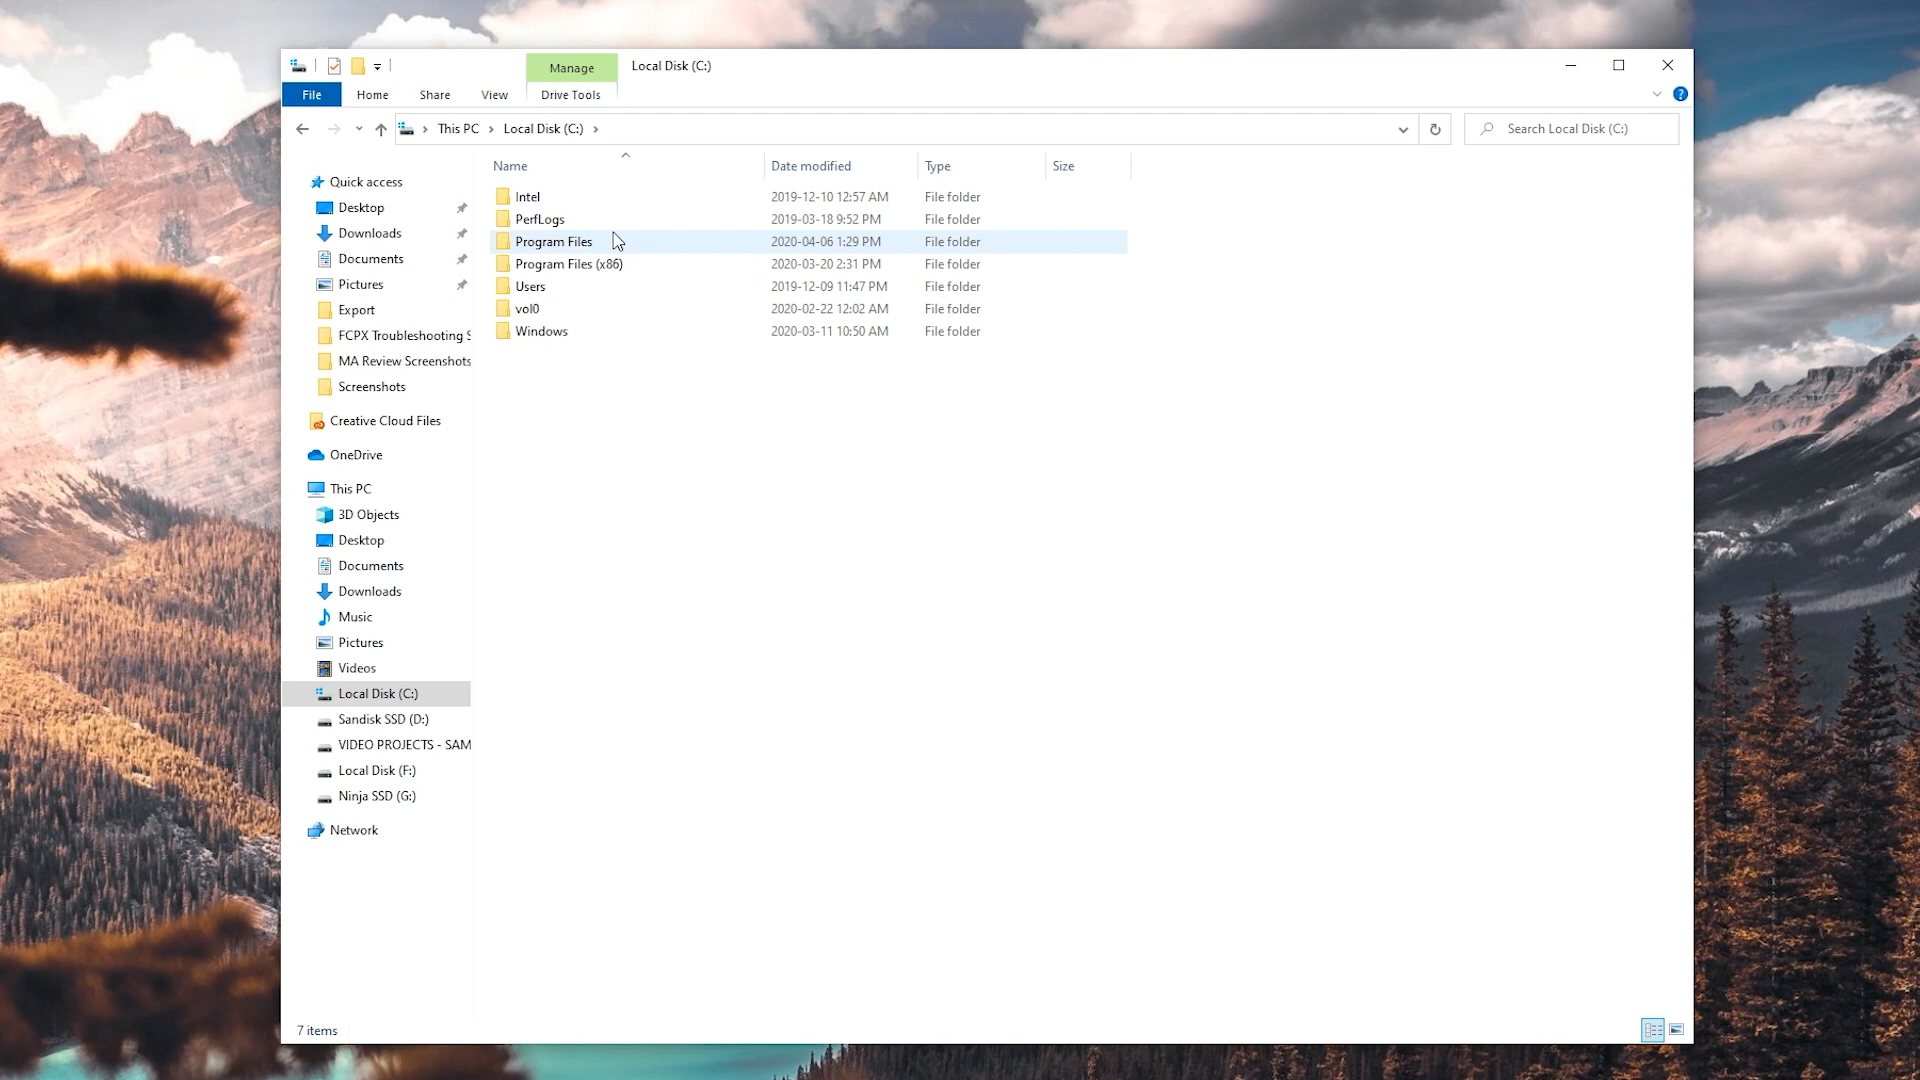 Manage
Local Disk (C:)
File
Home
Share
View
Drive Tools
?
This PC
Local Disk (C:)
Search Local Disk (C:)
Name
Date modified
Type
Size
Intel 2019-12-10 12:57 AM File folder
PerfLogs 2019-03-18 9:52 PM File folder
Program Files 2020-04-06 1:29 PM File folder
Program Files (x86) 2020-03-20 2:31 PM File folder
Users 2019-12-09 11:47 PM File folder
vol0 2020-02-22 12:02 AM File folder
Windows 2020-03-11 10:50 AM File folder
Quick access
Desktop
Downloads
Documents
Pictures
Export
FCPX Troubleshooting S
MA Review Screenshots
Screenshots
Creative Cloud Files
OneDrive
This PC
3D Objects
Desktop
Documents
Downloads
Music
Pictures
Videos
Local Disk (C:)
Sandisk SSD (D:)
VIDEO PROJECTS - SAM
Local Disk (F:)
Ninja SSD (G:)
Network
7 items